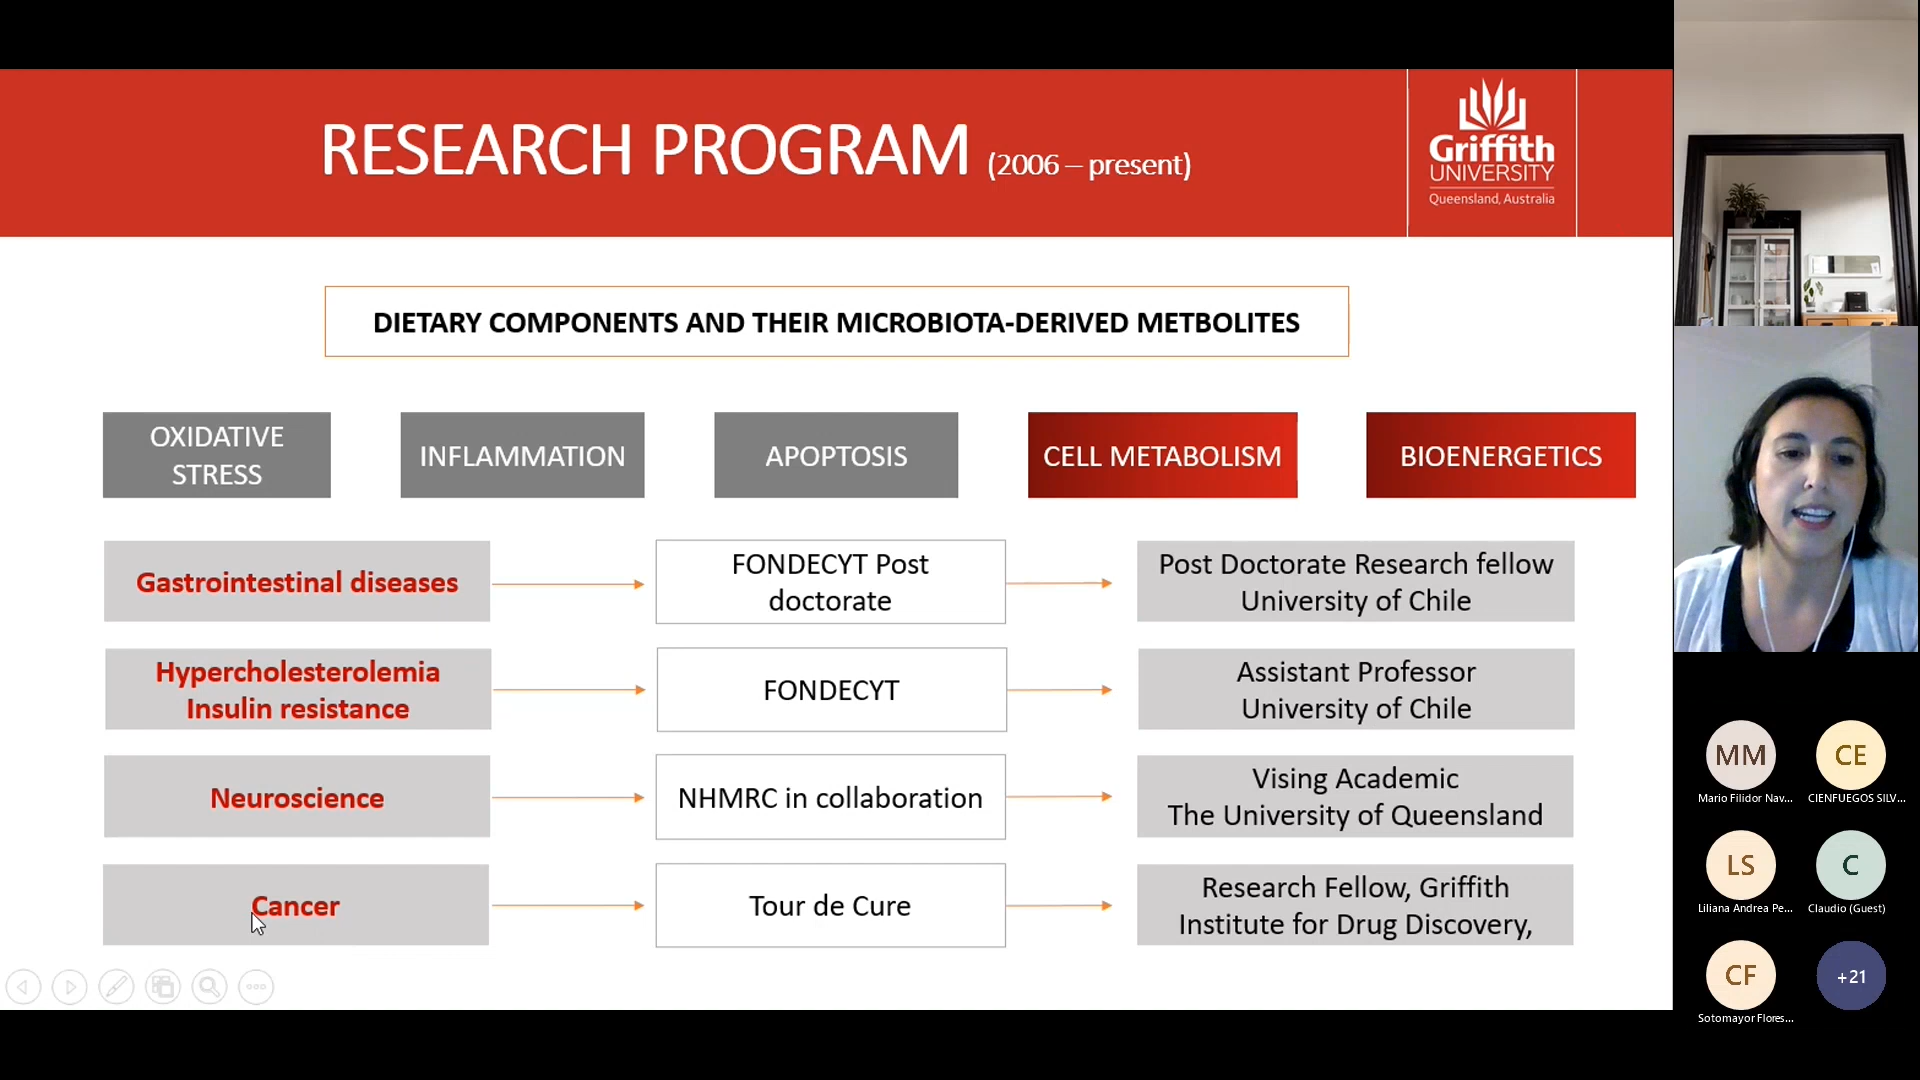 RESEARCH PROGRAM (2006 – present)
Griffith
UNIVERSITY
Queensland, Australia
DIETARY COMPONENTS AND THEIR MICROBIOTA-DERIVED METBOLITES
OXIDATIVE
STRESS
INFLAMMATION
APOPTOSIS
CELL METABOLISM
BIOENERGETICS
Gastrointestinal diseases
FONDECYT Post
doctorate
Post Doctorate Research fellow
University of Chile
Hypercholesterolemia
Insulin resistance
FONDECYT
Assistant Professor
University of Chile
Neuroscience
NHMRC in collaboration
Vising Academic
The University of Queensland
Cancer
Tour de Cure
Research Fellow, Griffith
Institute for Drug Discovery,
MM
Mario Filidor Nav...
CE
CIENFUEGOS SILV...
LS
Liliana Andrea Pe...
C
Claudio (Guest)
CF
Sotomayor Flores...
+21